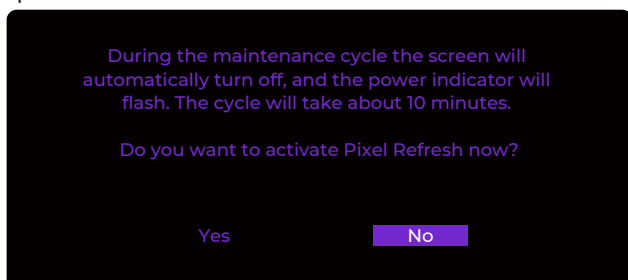 During the maintenance cycle the screen will
automatically turn off, and the power indicator will
flash. The cycle will take about 10 minutes.
Do you want to activate Pixel Refresh now?
Yes No